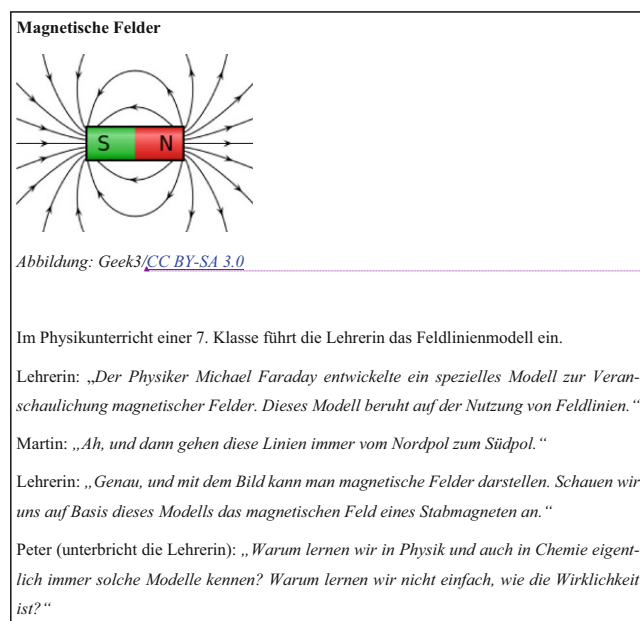 Magnetische Felder
S N
Abbildung: Geek3/CC BY-SA 3.0
Im Physikunterricht einer 7. Klasse führt die Lehrerin das Feldlinienmodell ein.
Lehrerin: „Der Physiker Michael Faraday entwickelte ein spezielles Modell zur Veran-
schaulichung magnetischer Felder. Dieses Modell beruht auf der Nutzung von Feldlinien.“
Martin: „Ah, und dann gehen diese Linien immer vom Nordpol zum Südpol.“
Lehrerin: „Genau, und mit dem Bild kann man magnetische Felder darstellen. Schauen wir
uns auf Basis dieses Modells das magnetischen Feld eines Stabmagneten an.“
Peter (unterbricht die Lehrerin): „Warum lernen wir in Physik und auch in Chemie eigent-
lich immer solche Modelle kennen? Warum lernen wir nicht einfach, wie die Wirklichkeit
ist?“